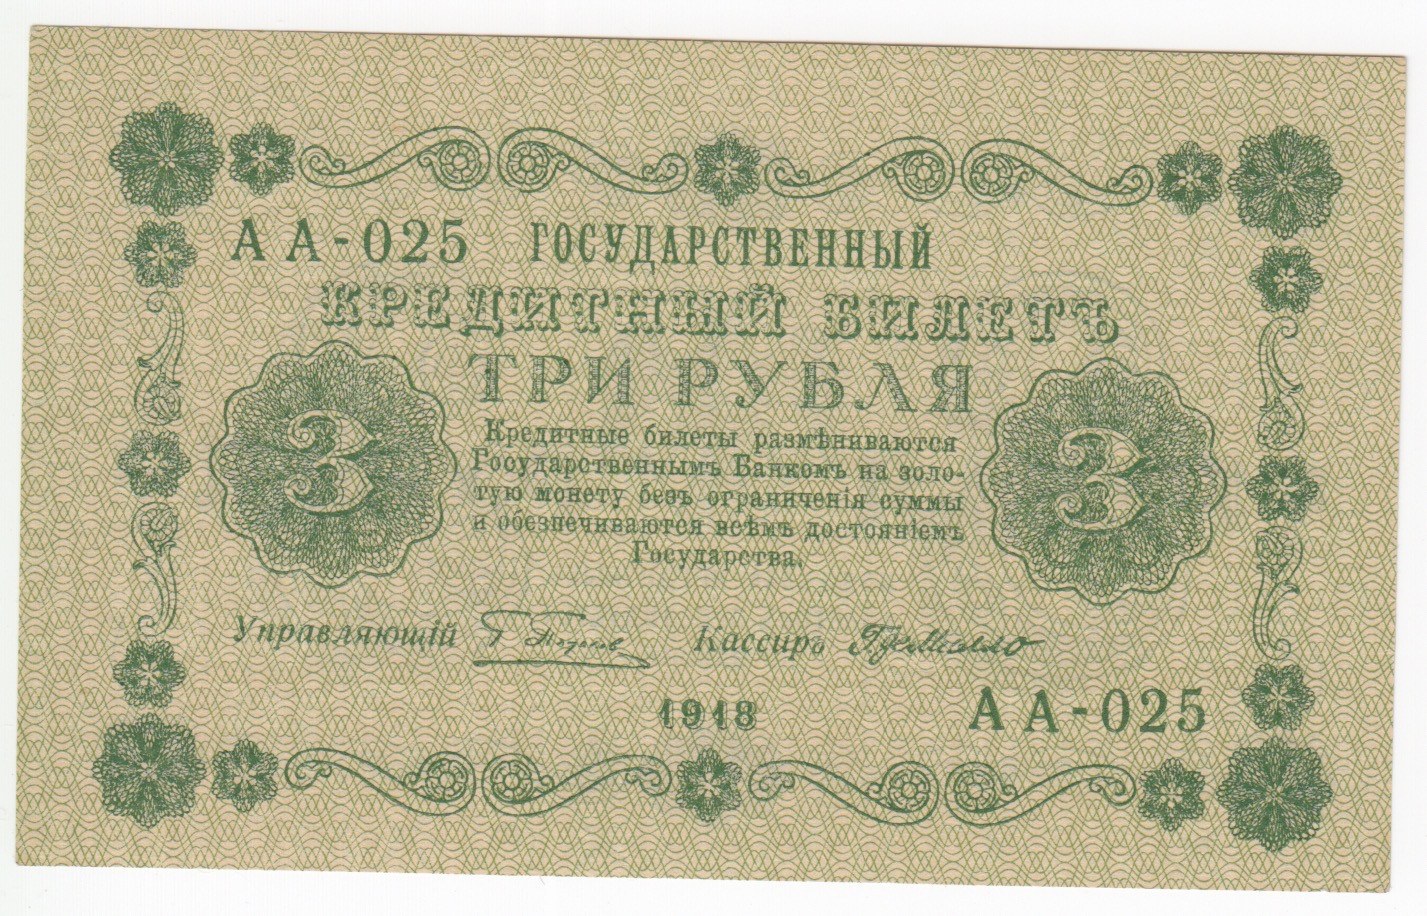 АА-025 ГОСУДАРСТВЕННЫЙ
КРЕДИТНЫЙ БИЛЕТЪ
ТРИ РУБЛЯ
3 3
Кредитные билеты размѣниваются
Государственнымъ Банкомъ на золо-
тую монету безъ ограниченія суммы
и обезпечиваются всѣмъ достояніемъ
Государства.
Управляющій Кассиръ
1918 АА-025